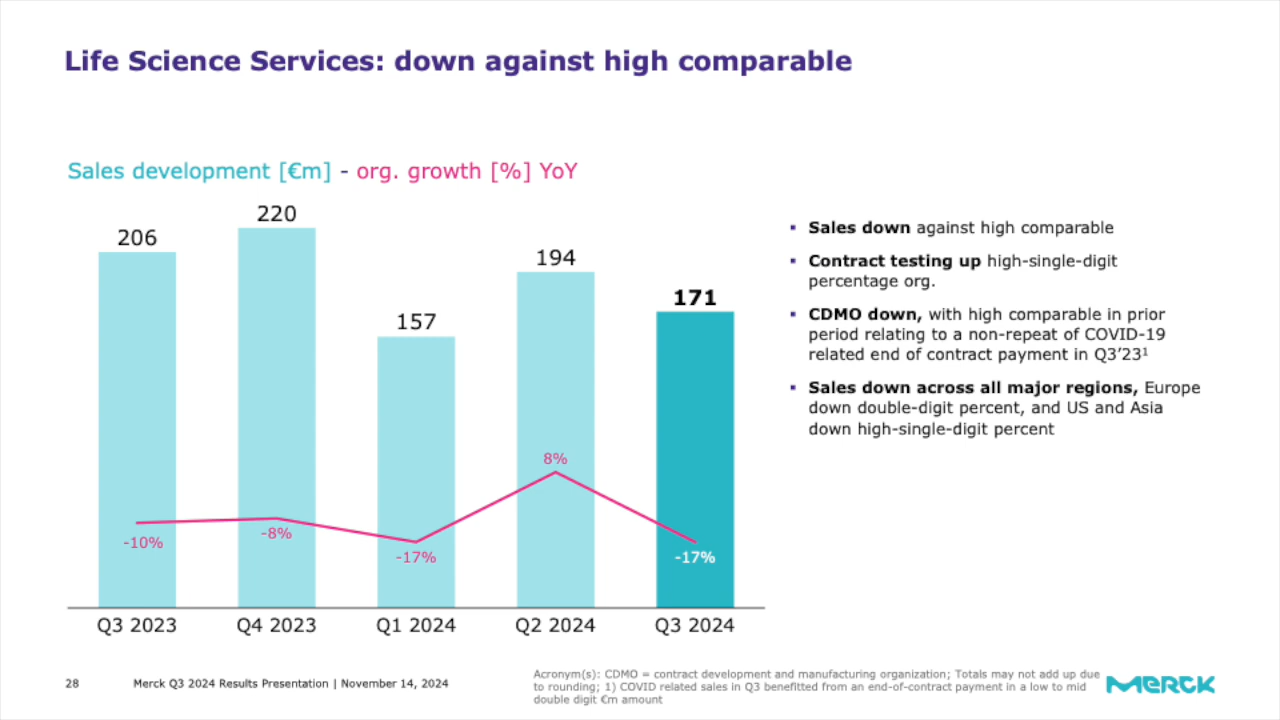 Life Science Services: down against high comparable
Sales development [€m] - org. growth [%] YoY
206
220
157
194
171
-10%
-8%
-17%
8%
-17%
Q3 2023
Q4 2023
Q1 2024
Q2 2024
Q3 2024
▪ Sales down against high comparable
▪ Contract testing up high-single-digit
percentage org.
▪ CDMO down, with high comparable in prior
period relating to a non-repeat of COVID-19
related end of contract payment in Q3’23¹
▪ Sales down across all major regions, Europe
down double-digit percent, and US and Asia
down high-single-digit percent
28
Merck Q3 2024 Results Presentation | November 14, 2024
Acronym(s): CDMO = contract development and manufacturing organization; Totals may not add up due
to rounding; 1) COVID related sales in Q3 benefitted from an end-of-contract payment in a low to mid
double digit €m amount
MERCK